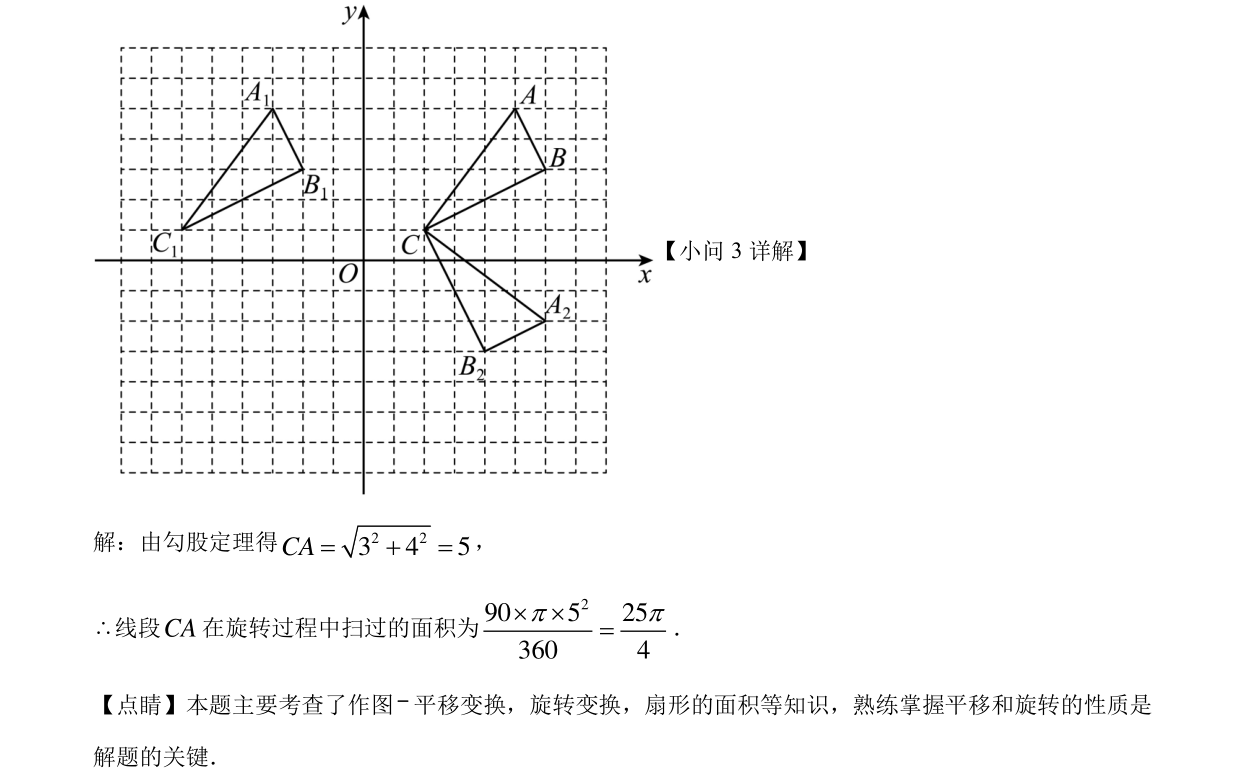 y
A₁
A
B
B₁
C₁
C
【小问 3 详解】
O
x
A₂
B₂
解：由勾股定理得 CA = √(3² + 4²) = 5，
∴线段 CA 在旋转过程中扫过的面积为 (90×π×5²)/360 = 25π/4．
【点睛】本题主要考查了作图－平移变换，旋转变换，扇形的面积等知识，熟练掌握平移和旋转的性质是
解题的关键．